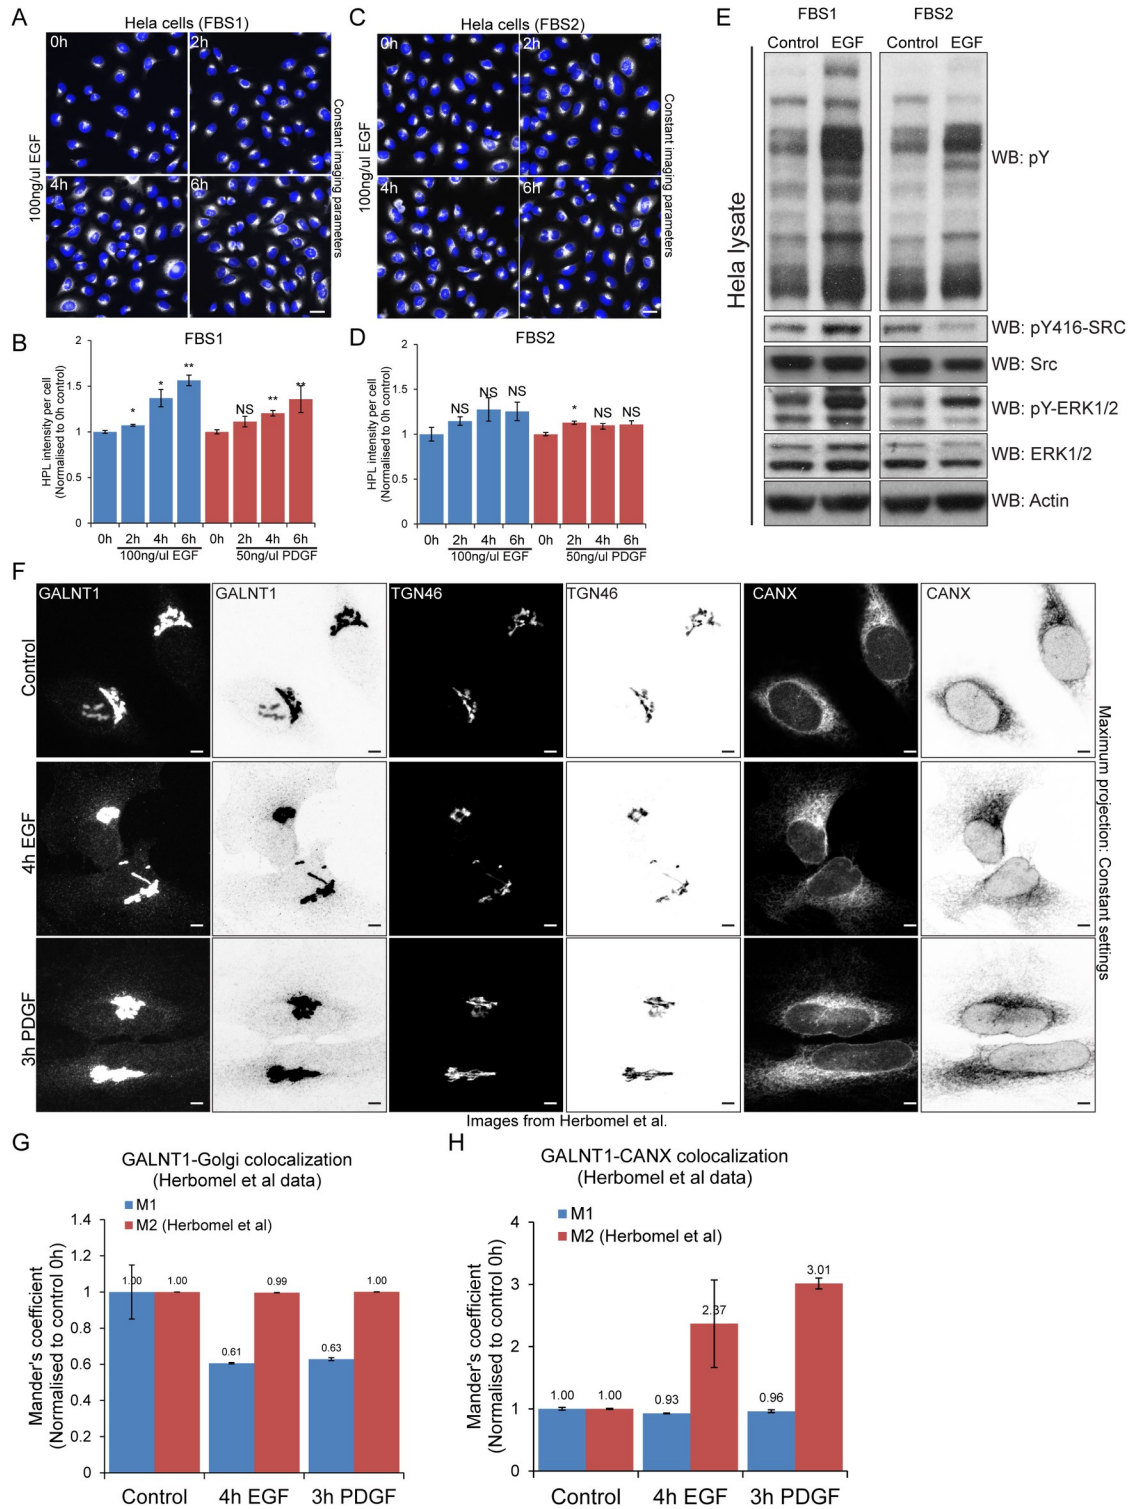 A
Hela cells (FBS1)
0h
2h
4h
6h
100ng/ul EGF
Constant imaging parameters
C
Hela cells (FBS2)
0h
2h
4h
6h
100ng/ul EGF
Constant imaging parameters
E
FBS1
FBS2
Control EGF
Control EGF
Hela lysate
WB: pY
WB: pY416-SRC
WB: Src
WB: pY-ERK1/2
WB: ERK1/2
WB: Actin
B
FBS1
HPL intensity per cell
(Normalised to 0h control)
2
1.5
1
0.5
0
*
*
**
NS
**
**
0h 2h 4h 6h 0h 2h 4h 6h
100ng/ul EGF
50ng/ul PDGF
D
FBS2
HPL intensity per cell
(Normalised to 0h control)
2
1.5
1
0.5
0
NS
NS
NS
*
NS
NS
0h 2h 4h 6h 0h 2h 4h 6h
100ng/ul EGF
50ng/ul PDGF
F
GALNT1
GALNT1
TGN46
TGN46
CANX
CANX
Control
4h EGF
3h PDGF
Maximum projection: Constant settings
Images from Herbomel et al.
G
GALNT1-Golgi colocalization
(Herbomel et al data)
M1
M2 (Herbomel et al)
Mander's coefficient
(Normalised to control 0h)
1.4
1.2
1
0.8
0.6
0.4
0.2
0
1.00
1.00
0.61
0.99
0.63
1.00
Control 4h EGF 3h PDGF
H
GALNT1-CANX colocalization
(Herbomel et al data)
M1
M2 (Herbomel et al)
Mander's coefficient
(Normalised to control 0h)
4
3
2
1
0
1.00
1.00
0.93
2.37
0.96
3.01
Control 4h EGF 3h PDGF